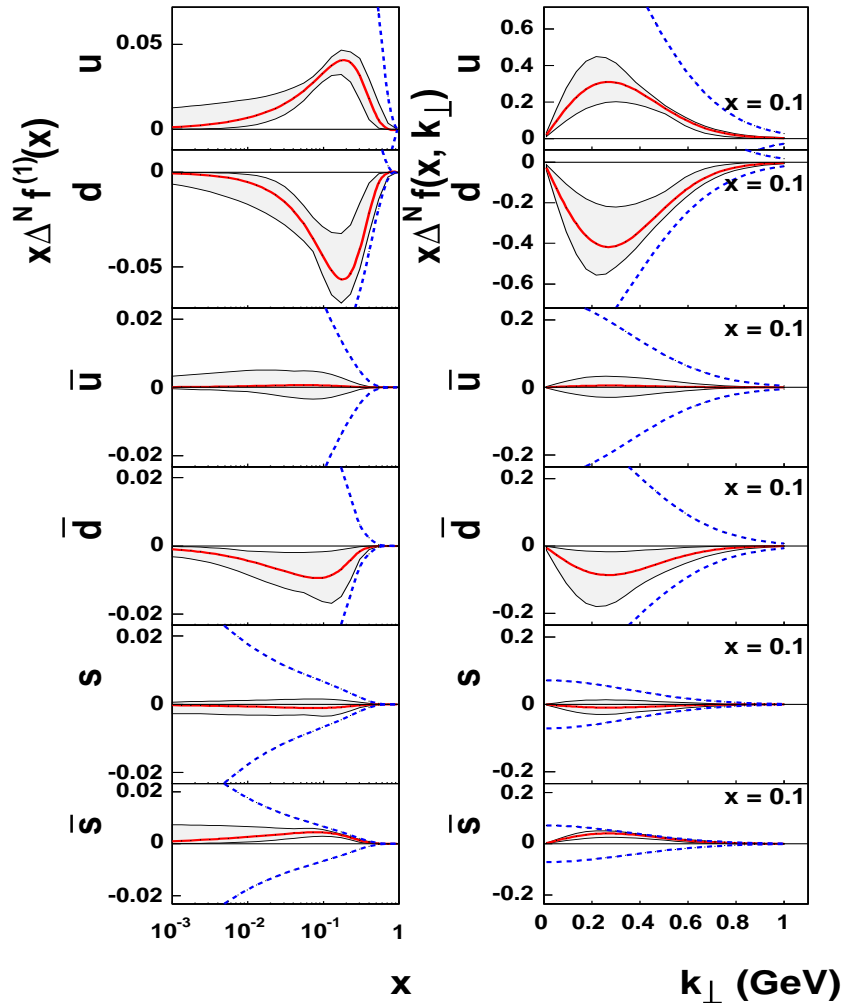 xΔᴺ f⁽¹⁾(x)
u
0.05
0
d
0
-0.05
u̅
0.02
0
-0.02
d̅
0.02
0
-0.02
s
0.02
0
-0.02
s̅
0.02
0
-0.02
10⁻³ 10⁻² 10⁻¹ 1
x
xΔᴺ f(x, k⊥)
u
0.6
0.4
0.2
0
x = 0.1
d
0
-0.2
-0.4
-0.6
x = 0.1
u̅
0.2
0
-0.2
x = 0.1
d̅
0.2
0
-0.2
x = 0.1
s
0.2
0
-0.2
x = 0.1
s̅
0.2
0
-0.2
x = 0.1
0 0.2 0.4 0.6 0.8 1
k⊥ (GeV)